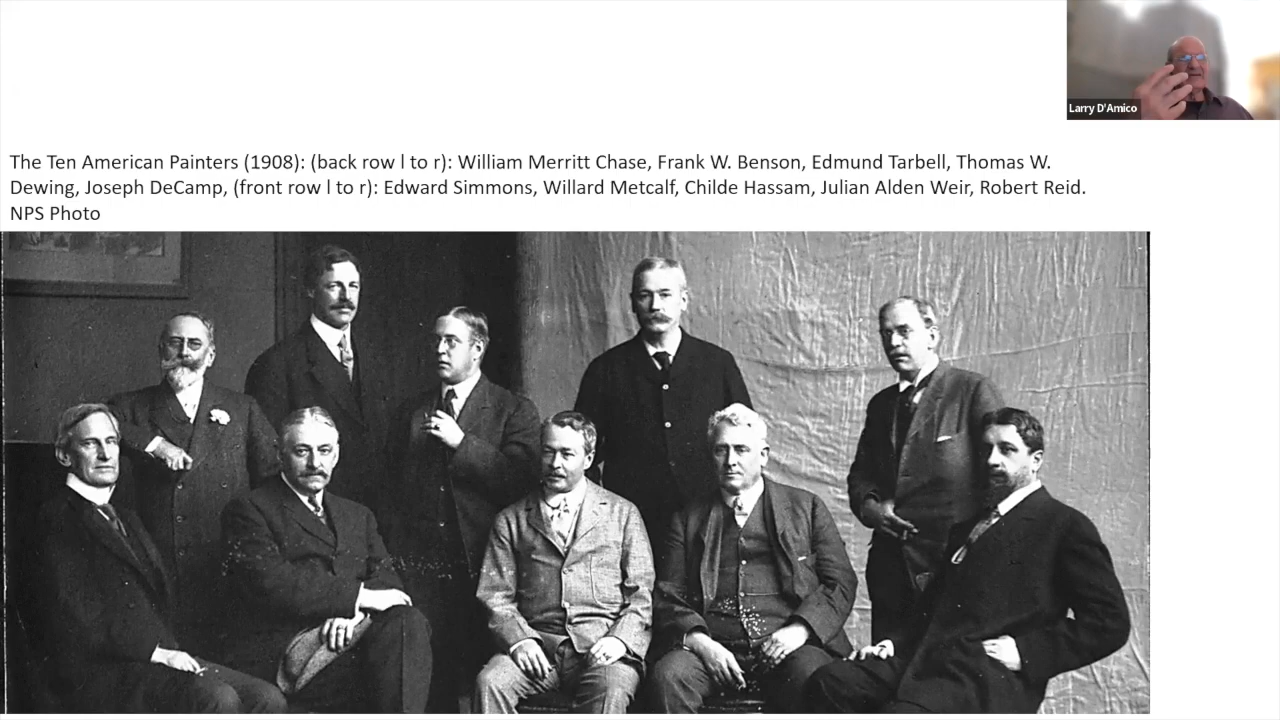 Larry D'Amico
The Ten American Painters (1908): (back row l to r): William Merritt Chase, Frank W. Benson, Edmund Tarbell, Thomas W.
Dewing, Joseph DeCamp, (front row l to r): Edward Simmons, Willard Metcalf, Childe Hassam, Julian Alden Weir, Robert Reid.
NPS Photo